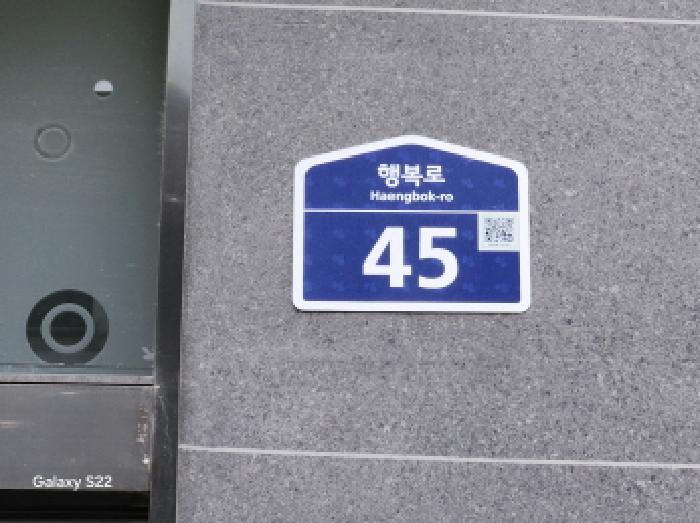 행복로
Haengbok-ro
45
Galaxy S22